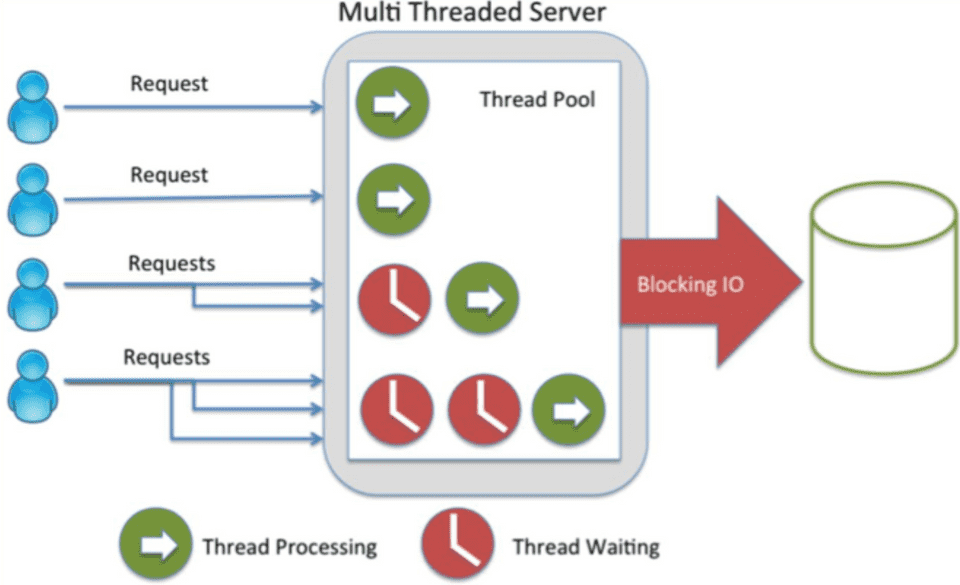 Multi Threaded Server
Request
Thread Pool
Request
Requests
Blocking IO
Requests
Thread Processing
Thread Waiting